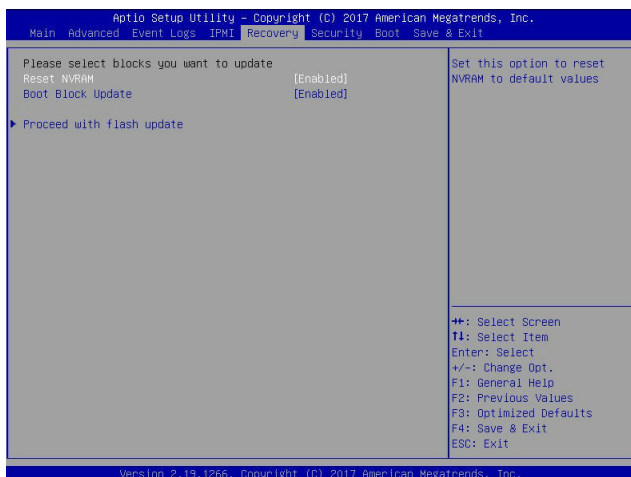 Aptio Setup Utility – Copyright (C) 2017 American Megatrends, Inc.
Main Advanced Event Logs IPMI Recovery Security Boot Save & Exit
Please select blocks you want to update
Reset NVRAM [Enabled]
Boot Block Update [Enabled]
▶ Proceed with flash update
Set this option to reset
NVRAM to default values
→←: Select Screen
↑↓: Select Item
Enter: Select
+/-: Change Opt.
F1: General Help
F2: Previous Values
F3: Optimized Defaults
F4: Save & Exit
ESC: Exit
Version 2.19.1266. Copyright (C) 2017 American Megatrends, Inc.